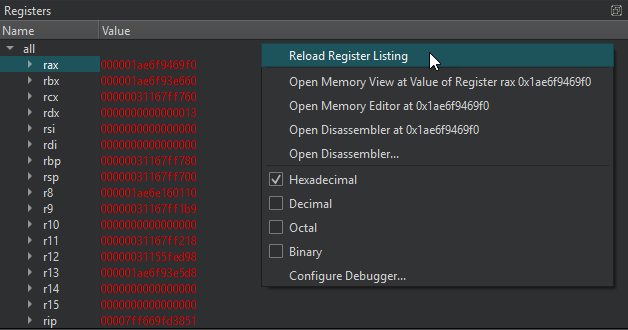 Registers
Name Value
all
rax 000001ae6f9469f0
rbx 000001ae6f93e660
rcx 00000031167ff760
rdx 0000000000000013
rsi 0000000000000000
rdi 0000000000000000
rbp 00000031167ff780
rsp 00000031167ff700
r8 000001ae6e160110
r9 00000031167ff1b9
r10 0000000000000000
r11 00000031167ff218
r12 00000031155fed98
r13 000001ae6f93e5d8
r14 0000000000000000
r15 0000000000000000
rip 00007ff669fd3851
Reload Register Listing
Open Memory View at Value of Register rax 0x1ae6f9469f0
Open Memory Editor at 0x1ae6f9469f0
Open Disassembler at 0x1ae6f9469f0
Open Disassembler...
Hexadecimal
Decimal
Octal
Binary
Configure Debugger...